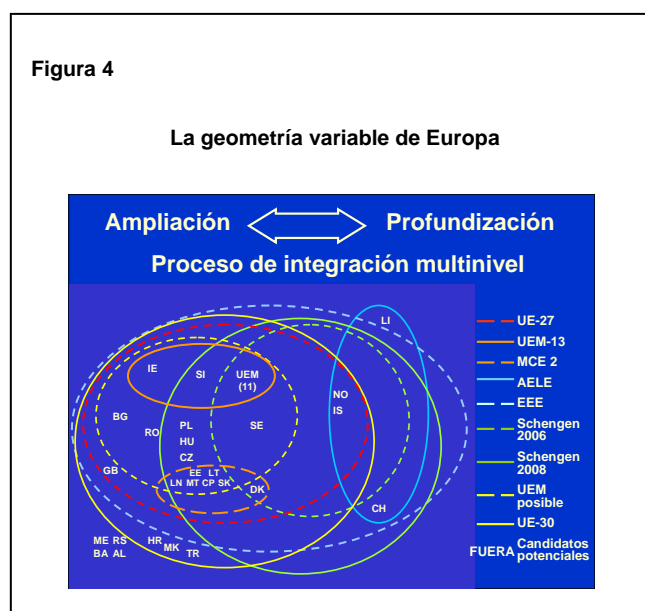 Figura 4
La geometría variable de Europa
Ampliación Profundización
Proceso de integración multinivel
LI
IE SI UEM
(11)
NO
IS
BG
RO
PL
HU
CZ
SE
GB
EE LT
LN MT CP SK
DK
CH
ME RS
BA AL
HR
MK
TR
UE-27
UEM-13
MCE 2
AELE
EEE
Schengen
2006
Schengen
2008
UEM
posible
UE-30
FUERA Candidatos
potenciales